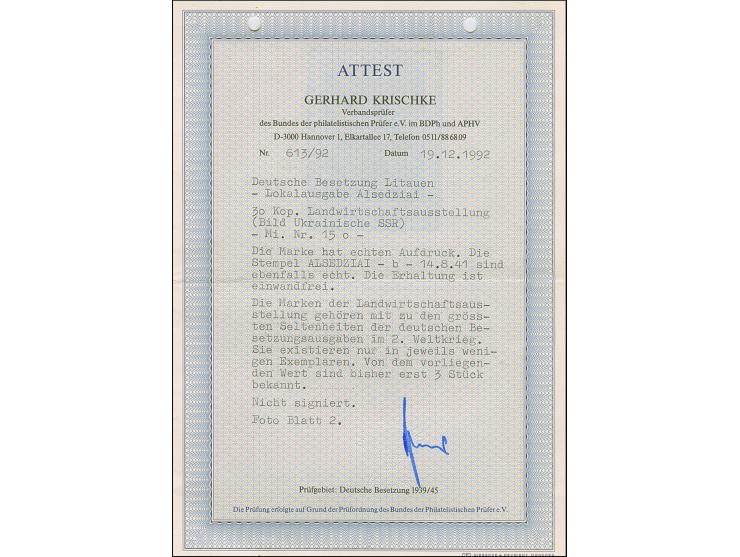 ATTEST
GERHARD KRISCHKE
Verbandsprüfer
des Bundes der philatelistischen Prüfer e.V. im BDPh und APHV
D-3000 Hannover 1, Elkartallee 17, Telefon 0511/88 68 09
Nr. 613/92 Datum 19.12.1992
Deutsche Besetzung Litauen
- Lokalausgabe Alsedziai -
30 Kop. Landwirtschaftsausstellung
(Bild Ukrainische SSR)
- Mi. Nr. 15 o -
Die Marke hat echten Aufdruck. Die
Stempel ALSEDZIAI - b - 14.8.41 sind
ebenfalls echt. Die Erhaltung ist
einwandfrei.
Die Marken der Landwirtschaftsaus-
stellung gehören mit zu den gröss-
ten Seltenheiten der deutschen Be-
setzungsausgaben im 2. Weltkrieg.
Sie existieren nur in jeweils weni-
gen Exemplaren. Von dem vorliegen-
den Wert sind bisher erst 3 Stück
bekannt.
Nicht signiert.
Foto Blatt 2.
Prüfgebiet: Deutsche Besetzung 1939/45
Die Prüfung erfolgte auf Grund der Prüfordnung des Bundes der Philatelistischen Prüfer e.V.